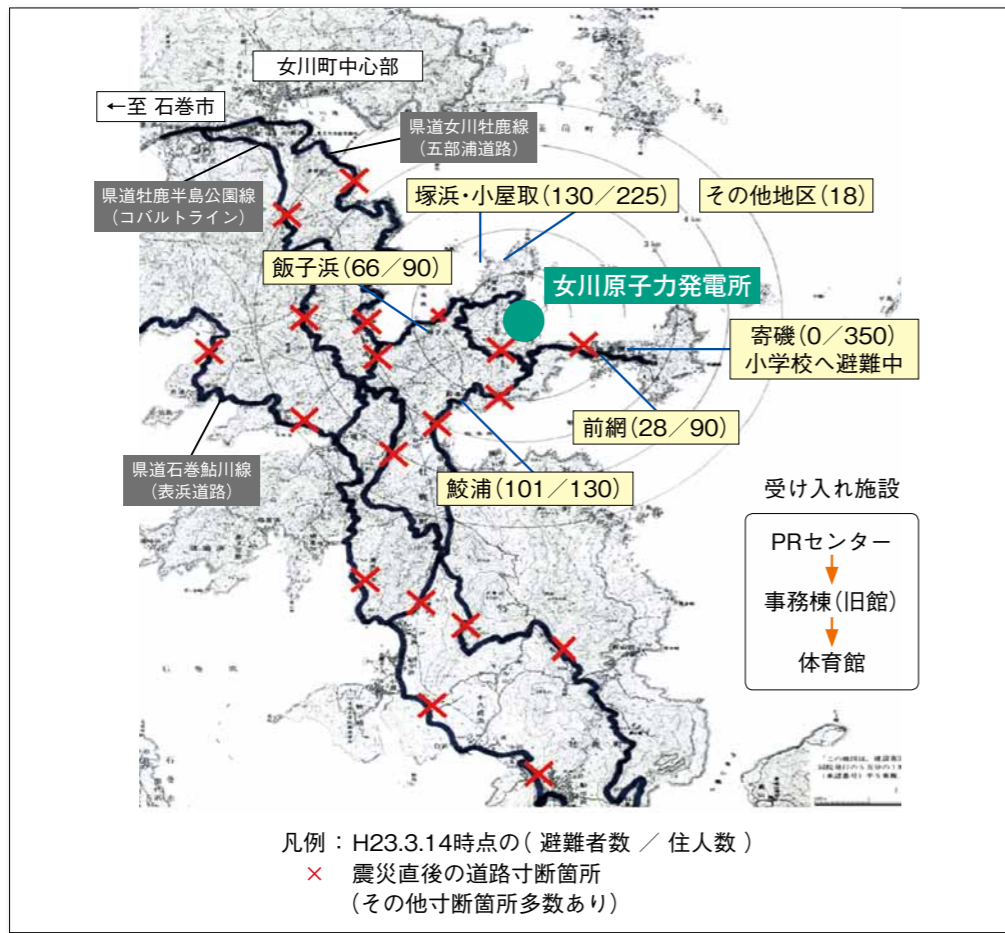 女川町中心部
←至 石巻市
県道女川牡鹿線
(五部浦道路)
県道牡鹿半島公園線
(コバルトライン)
塚浜・小屋取(130/225)
その他地区(18)
飯子浜(66/90)
女川原子力発電所
寄磯(0/350)
小学校へ避難中
前網(28/90)
県道石巻鮎川線
(表浜道路)
鮫浦(101/130)
受け入れ施設
PRセンター
事務棟(旧館)
体育館
凡例:H23.3.14時点の( 避難者数 / 住人数 )
× 震災直後の道路寸断箇所
(その他寸断箇所多数あり)